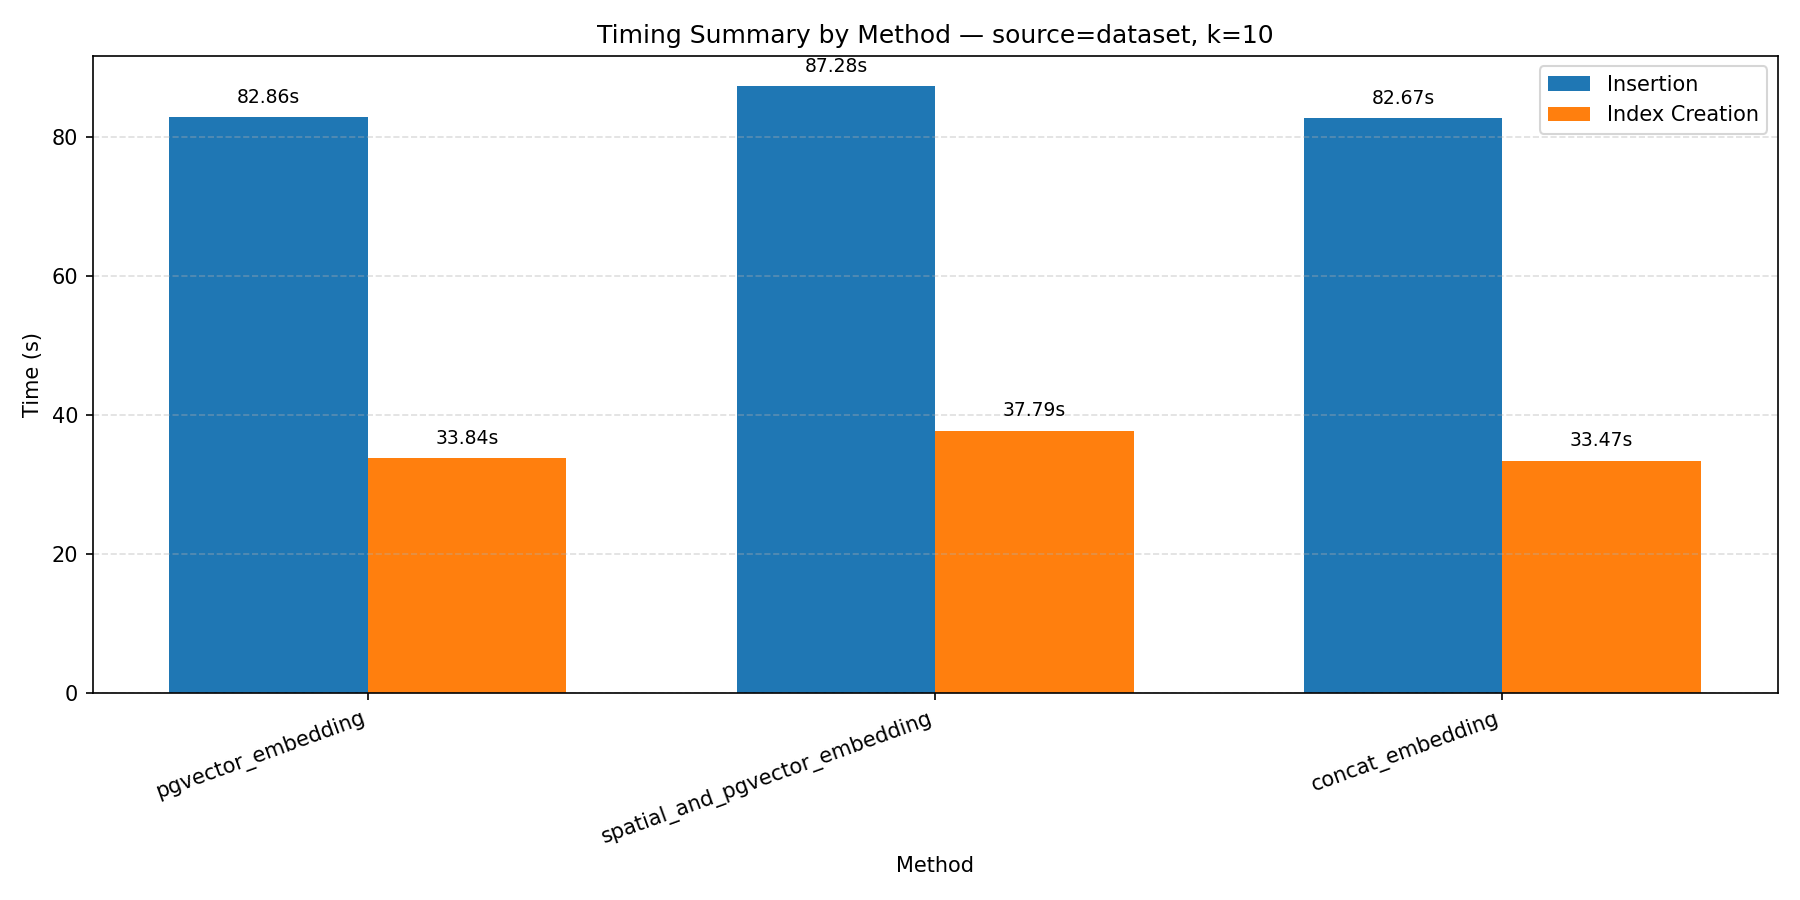 Timing Summary by Method — source=dataset, k=10
Insertion
Index Creation
82.86s
87.28s
82.67s
33.84s
37.79s
33.47s
Time (s)
80
60
40
20
0
pgvector_embedding
spatial_and_pgvector_embedding
concat_embedding
Method